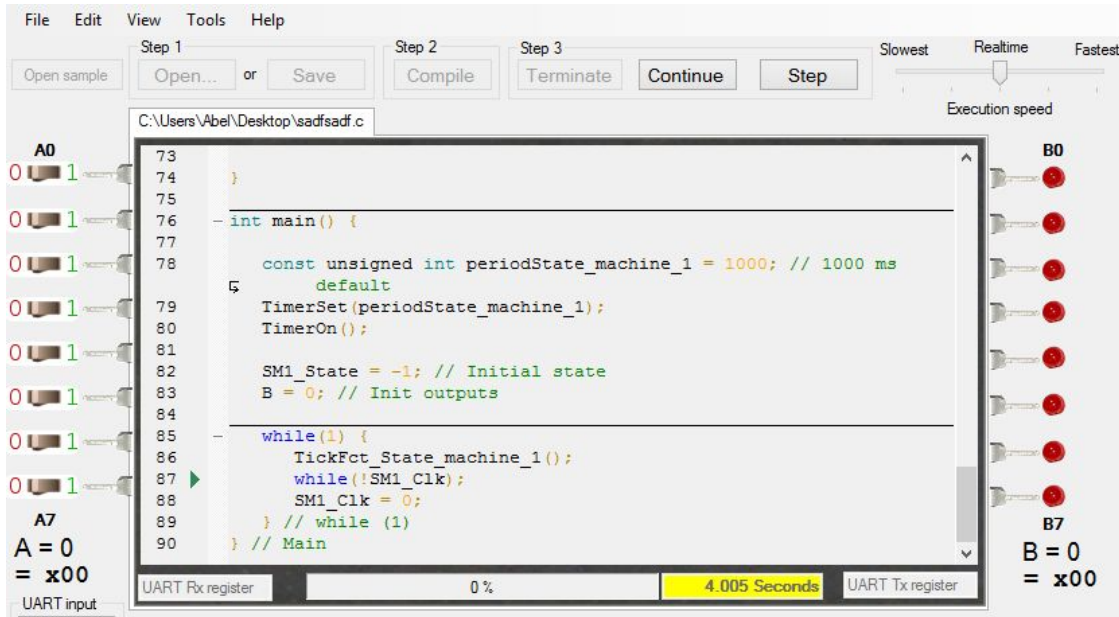 File Edit View Tools Help
Step 1 Step 2 Step 3 Slowest Realtime Fastest
Open sample Open... or Save Compile Terminate Continue Step
Execution speed
C:\Users\Abel\Desktop\sadfsadf.c
A0 B0
73
0 1
74 }
75
0 1
76 int main() {
77
0 1
78 const unsigned int periodState_machine_1 = 1000; // 1000 ms
default
0 1
79 TimerSet(periodState_machine_1);
80 TimerOn();
81
0 1
82 SM1_State = -1; // Initial state
83 B = 0; // Init outputs
0 1
84
85 while(1) {
0 1
86 TickFct_State_machine_1();
87 while(!SM1_Clk);
0 1
88 SM1_Clk = 0;
89 } // while (1)
A7 B7
90 } // Main
A = 0 B = 0
= x00 = x00
UART Rx register 0 % 4.005 Seconds UART Tx register
UART input